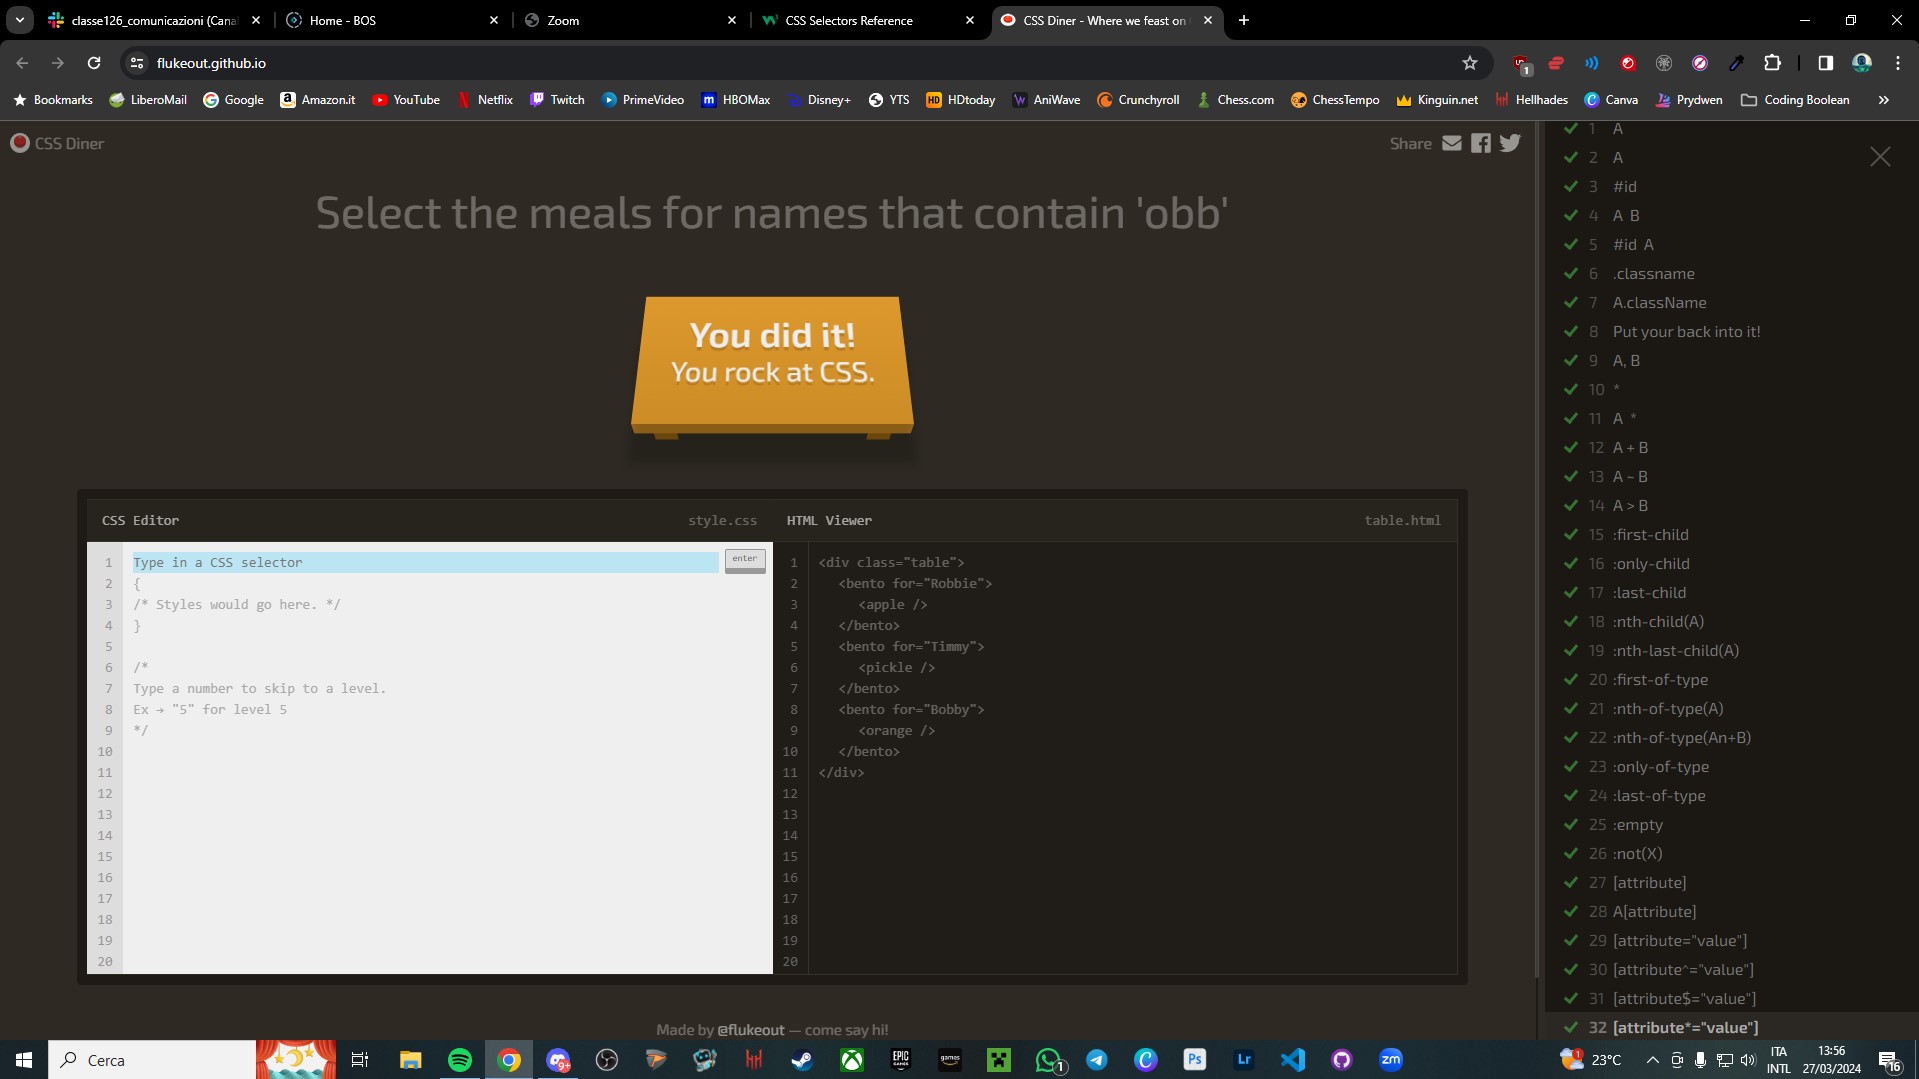 classe126_comunicazioni (Cana
Home - BOS
Zoom
CSS Selectors Reference
CSS Diner - Where we feast on
flukeout.github.io
1
Bookmarks
LiberoMail
Google
Amazon.it
YouTube
Netflix
Twitch
PrimeVideo
HBOMax
Disney+
YTS
HDtoday
AniWave
Crunchyroll
Chess.com
ChessTempo
Kinguin.net
Hellhades
Canva
Prydwen
Coding Boolean
CSS Diner
Share
Select the meals for names that contain 'obb'
You did it!
You rock at CSS.
CSS Editor
style.css
1 Type in a CSS selector
enter
2 {
3 /* Styles would go here. */
4 }
5
6 /*
7 Type a number to skip to a level.
8 Ex → "5" for level 5
9 */
10
11
12
13
14
15
16
17
18
19
20
HTML Viewer
table.html
1 <div class="table">
2 <bento for="Robbie">
3 <apple />
4 </bento>
5 <bento for="Timmy">
6 <pickle />
7 </bento>
8 <bento for="Bobby">
9 <orange />
10 </bento>
11 </div>
12
13
14
15
16
17
18
19
20
Made by @flukeout — come say hi!
1 A
2 A
3 #id
4 A B
5 #id A
6 .classname
7 A.className
8 Put your back into it!
9 A, B
10 *
11 A *
12 A + B
13 A ~ B
14 A > B
15 :first-child
16 :only-child
17 :last-child
18 :nth-child(A)
19 :nth-last-child(A)
20 :first-of-type
21 :nth-of-type(A)
22 :nth-of-type(An+B)
23 :only-of-type
24 :last-of-type
25 :empty
26 :not(X)
27 [attribute]
28 A[attribute]
29 [attribute="value"]
30 [attribute^="value"]
31 [attribute$="value"]
32 [attribute*="value"]
Cerca
9+
EPIC GAMES
games
1
Ps
Lr
zm
1
23°C
ITA
INTL
13:56
27/03/2024
16